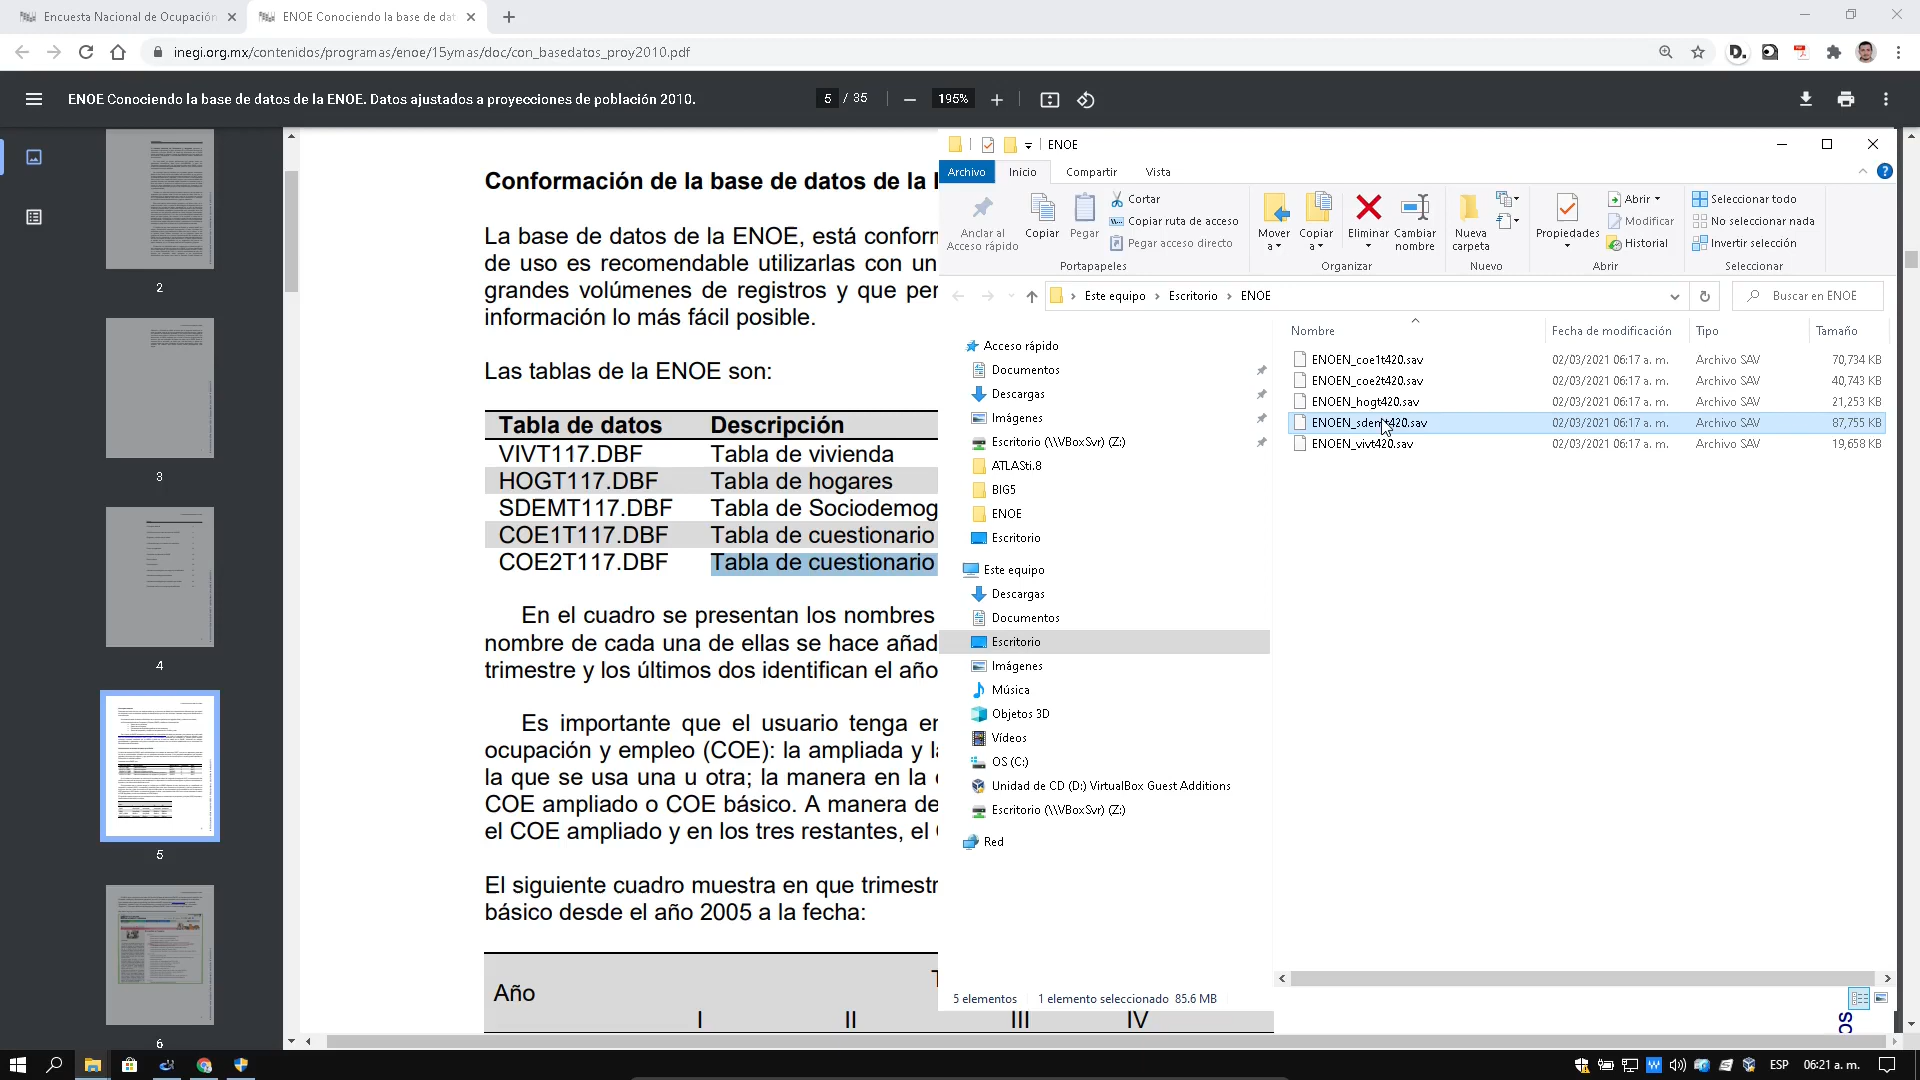 Encuesta Nacional de Ocupación
ENOE Conociendo la base de dat
inegi.org.mx/contenidos/programas/enoe/15ymas/doc/con_basedatos_proy2010.pdf
ENOE Conociendo la base de datos de la ENOE. Datos ajustados a proyecciones de población 2010.
5 / 35
195%
2
3
4
5
6
Conformación de la base de datos de la
La base de datos de la ENOE, está conforn
de uso es recomendable utilizarlas con un
grandes volúmenes de registros y que per
información lo más fácil posible.
Las tablas de la ENOE son:
Tabla de datos Descripción
VIVT117.DBF Tabla de vivienda
HOGT117.DBF Tabla de hogares
SDEMT117.DBF Tabla de Sociodemog
COE1T117.DBF Tabla de cuestionario
COE2T117.DBF Tabla de cuestionario
En el cuadro se presentan los nombres
nombre de cada una de ellas se hace añad
trimestre y los últimos dos identifican el año
Es importante que el usuario tenga en
ocupación y empleo (COE): la ampliada y la
la que se usa una u otra; la manera en la
COE ampliado o COE básico. A manera de
el COE ampliado y en los tres restantes, el
El siguiente cuadro muestra en que trimestr
básico desde el año 2005 a la fecha:
Año
I II III IV
ENOE
Archivo Inicio Compartir Vista
Anclar al
Acceso rápido
Copiar
Pegar
Cortar
Copiar ruta de acceso
Pegar acceso directo
Portapapeles
Mover
a
Copiar
a
Eliminar
Cambiar
nombre
Organizar
Nueva
carpeta
Nuevo
Propiedades
Abrir
Modificar
Historial
Abrir
Seleccionar todo
No seleccionar nada
Invertir selección
Seleccionar
Este equipo Escritorio ENOE
Buscar en ENOE
Acceso rápido
Documentos
Descargas
Imágenes
Escritorio (\\VBoxSvr) (Z:)
ATLASti.8
BIG5
ENOE
Escritorio
Este equipo
Descargas
Documentos
Escritorio
Imágenes
Música
Objetos 3D
Vídeos
OS (C:)
Unidad de CD (D:) VirtualBox Guest Additions
Escritorio (\\VBoxSvr) (Z:)
Red
Nombre Fecha de modificación Tipo Tamaño
ENOEN_coe1t420.sav 02/03/2021 06:17 a. m. Archivo SAV 70,734 KB
ENOEN_coe2t420.sav 02/03/2021 06:17 a. m. Archivo SAV 40,743 KB
ENOEN_hogt420.sav 02/03/2021 06:17 a. m. Archivo SAV 21,253 KB
ENOEN_sdemt420.sav 02/03/2021 06:17 a. m. Archivo SAV 87,755 KB
ENOEN_vivt420.sav 02/03/2021 06:17 a. m. Archivo SAV 19,658 KB
5 elementos 1 elemento seleccionado 85.6 MB
os
ESP 06:21 a. m.